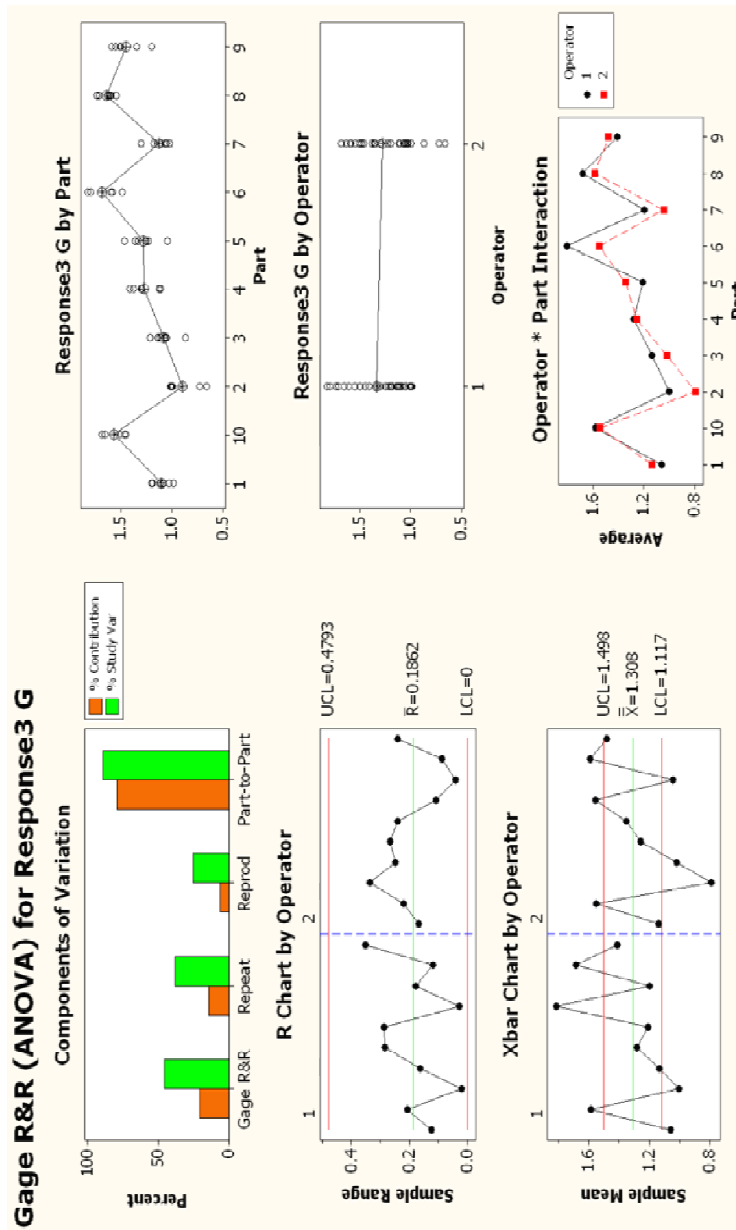 Gage R&R (ANOVA) for Response3 G
Components of Variation
Percent
100
50
0
Gage R&R
Repeat
Reprod
Part-to-Part
% Contribution
% Study Var
R Chart by Operator
Sample Range
0.4
0.2
0.0
1
2
UCL=0.4793
R=0.1862
LCL=0
Xbar Chart by Operator
Sample Mean
1.6
1.2
0.8
1
2
UCL=1.498
X=1.308
LCL=1.117
Response3 G by Part
1.5
1.0
0.5
1 10 2 3 4 5 6 7 8 9
Part
Response3 G by Operator
1.5
1.0
0.5
1 2
Operator
Operator * Part Interaction
Average
1.6
1.2
0.8
1 10 2 3 4 5 6 7 8 9
Part
Operator
1
2